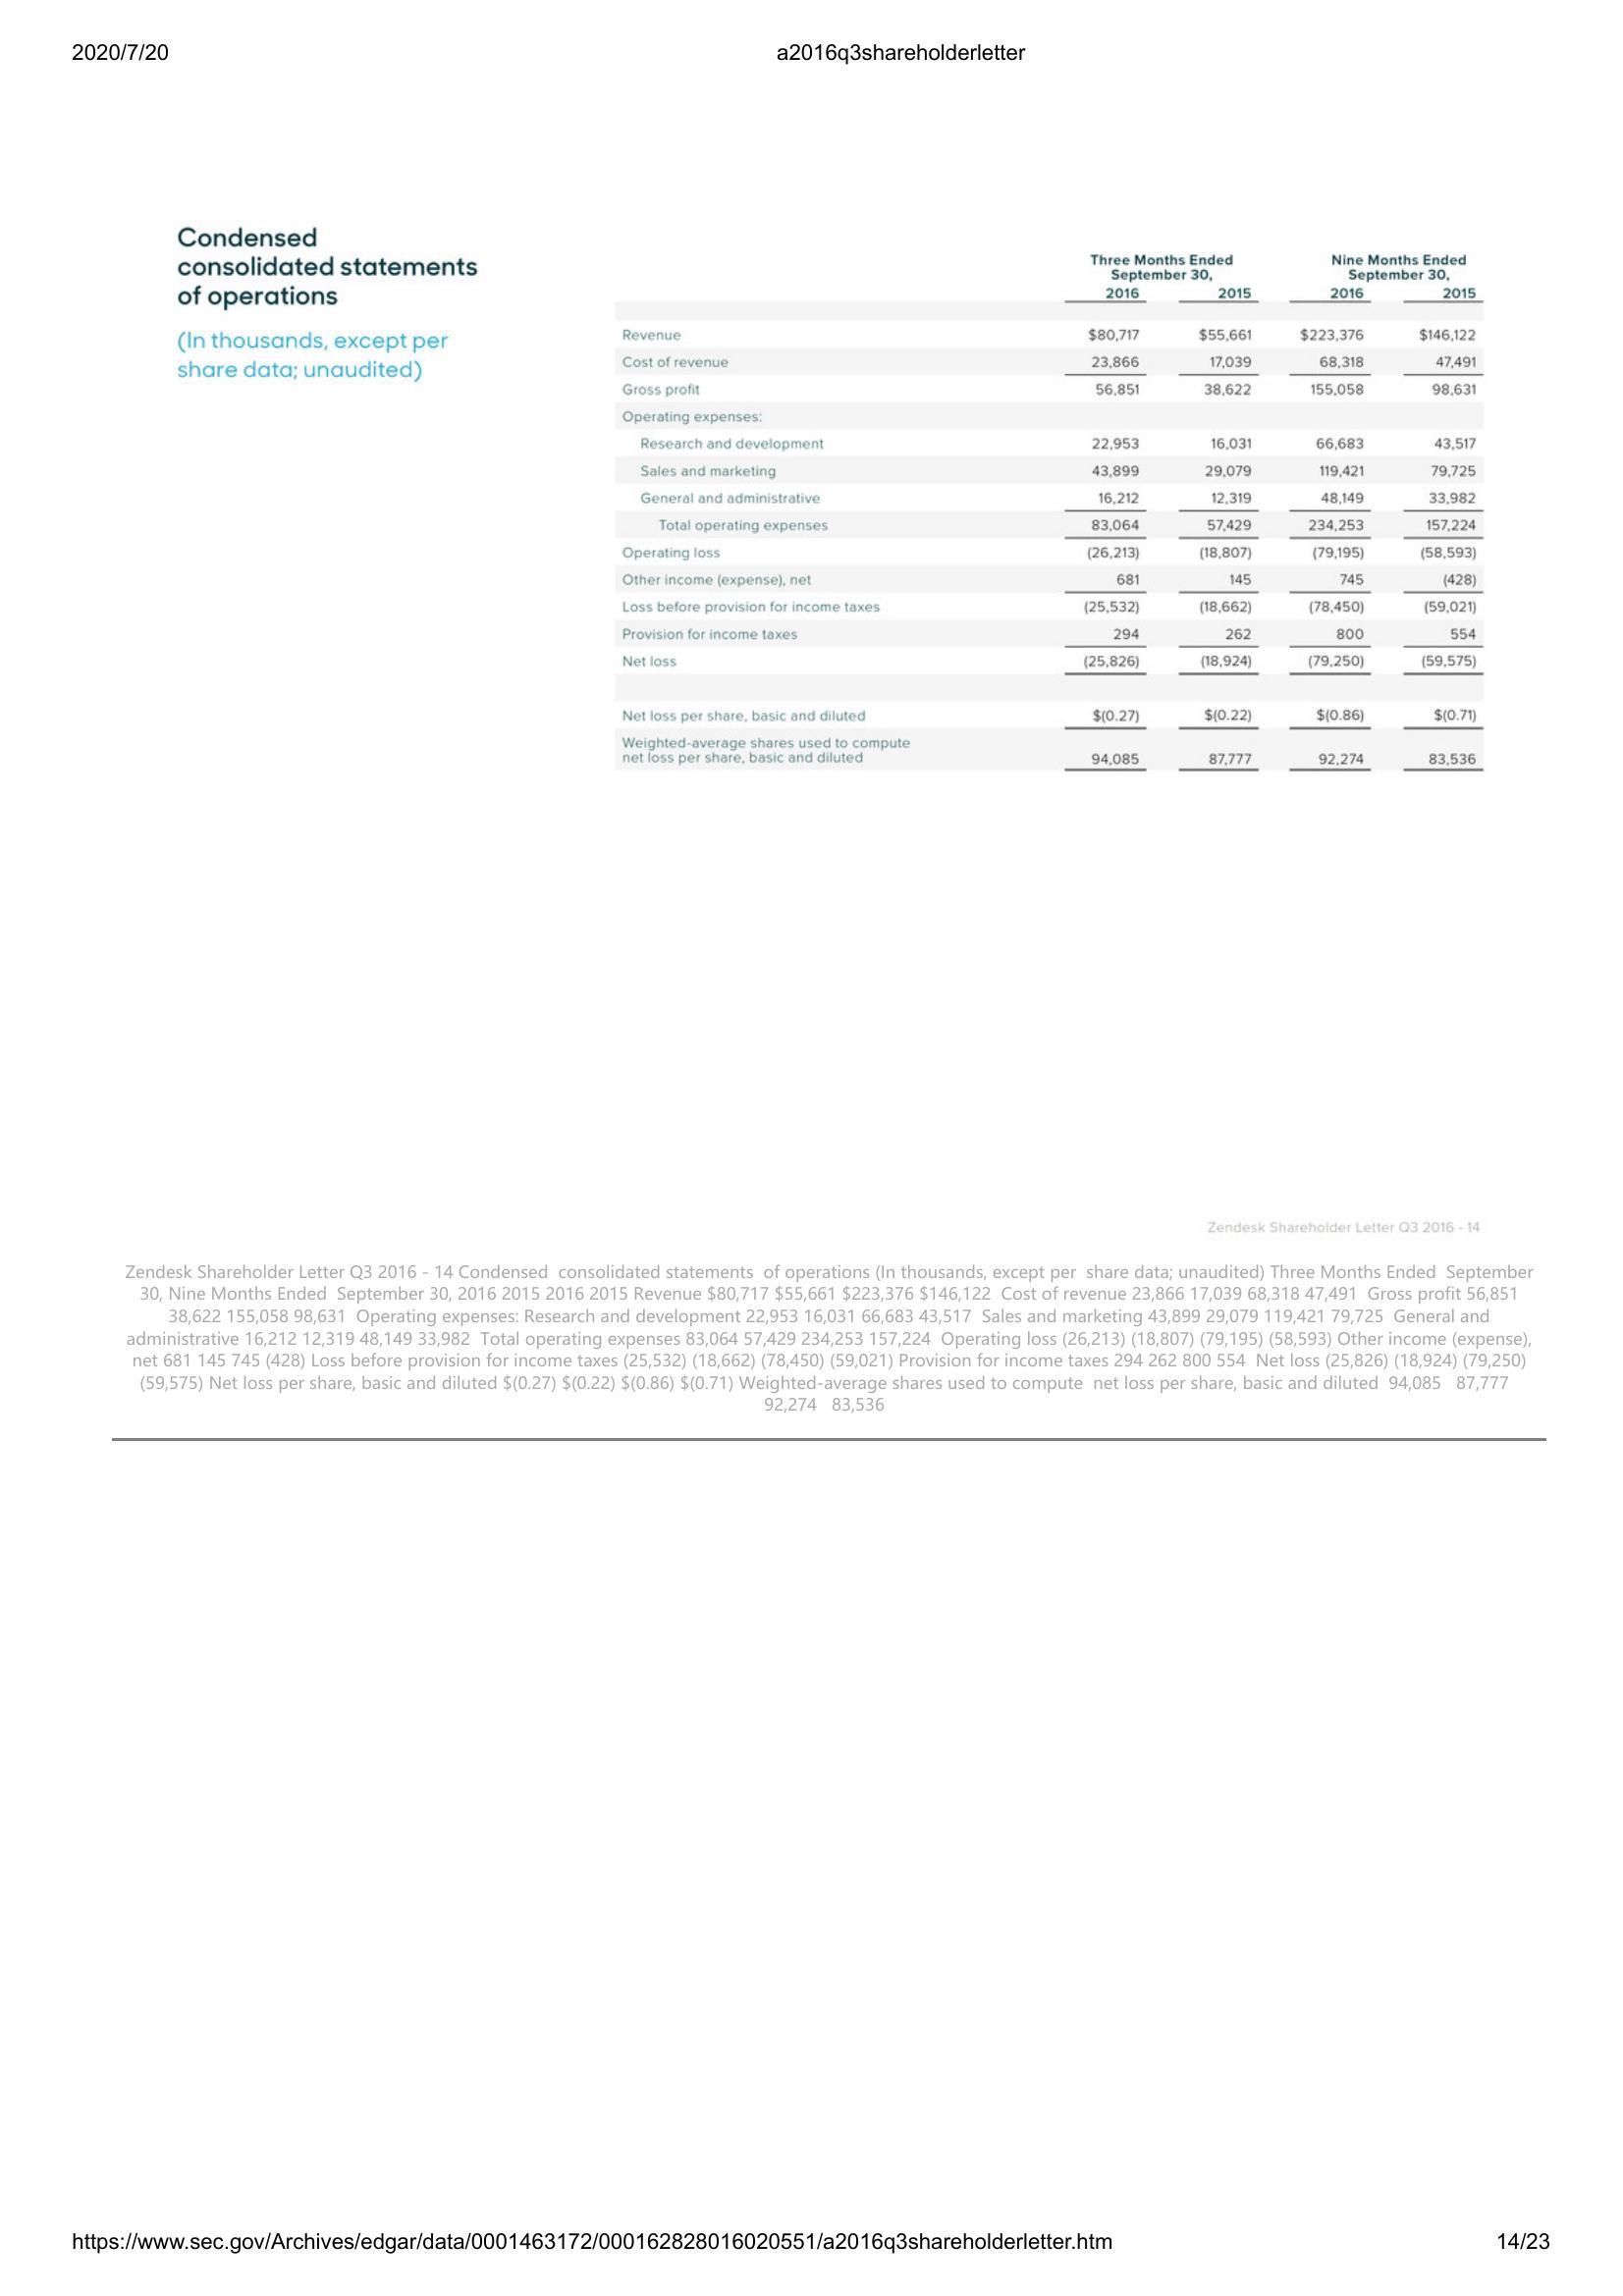 2020/7/20 a2016q3shareholderletter
Condensed
consolidated statements
of operations
(In thousands, except per
share data; unaudited)
Three Months Ended Nine Months Ended
September 30, September 30,
2016 2015 2016 2015
Revenue $80,717 $55,661 $223,376 $146,122
Cost of revenue 23,866 17,039 68,318 47,491
Gross profit 56,851 38,622 155,058 98,631
Operating expenses:
Research and development 22,953 16,031 66,683 43,517
Sales and marketing 43,899 29,079 119,421 79,725
General and administrative 16,212 12,319 48,149 33,982
Total operating expenses 83,064 57,429 234,253 157,224
Operating loss (26,213) (18,807) (79,195) (58,593)
Other income (expense), net 681 145 745 (428)
Loss before provision for income taxes (25,532) (18,662) (78,450) (59,021)
Provision for income taxes 294 262 800 554
Net loss (25,826) (18,924) (79,250) (59,575)
Net loss per share, basic and diluted $(0.27) $(0.22) $(0.86) $(0.71)
Weighted-average shares used to compute
net loss per share, basic and diluted 94,085 87,777 92,274 83,536
Zendesk Shareholder Letter Q3 2016 - 14
Zendesk Shareholder Letter Q3 2016 - 14 Condensed consolidated statements of operations (In thousands, except per share data; unaudited) Three Months Ended September
30, Nine Months Ended September 30, 2016 2015 2016 2015 Revenue $80,717 $55,661 $223,376 $146,122 Cost of revenue 23,866 17,039 68,318 47,491 Gross profit 56,851
38,622 155,058 98,631 Operating expenses: Research and development 22,953 16,031 66,683 43,517 Sales and marketing 43,899 29,079 119,421 79,725 General and
administrative 16,212 12,319 48,149 33,982 Total operating expenses 83,064 57,429 234,253 157,224 Operating loss (26,213) (18,807) (79,195) (58,593) Other income (expense),
net 681 145 745 (428) Loss before provision for income taxes (25,532) (18,662) (78,450) (59,021) Provision for income taxes 294 262 800 554 Net loss (25,826) (18,924) (79,250)
(59,575) Net loss per share, basic and diluted $(0.27) $(0.22) $(0.86) $(0.71) Weighted-average shares used to compute net loss per share, basic and diluted 94,085 87,777
92,274 83,536
https://www.sec.gov/Archives/edgar/data/0001463172/000162828016020551/a2016q3shareholderletter.htm 14/23